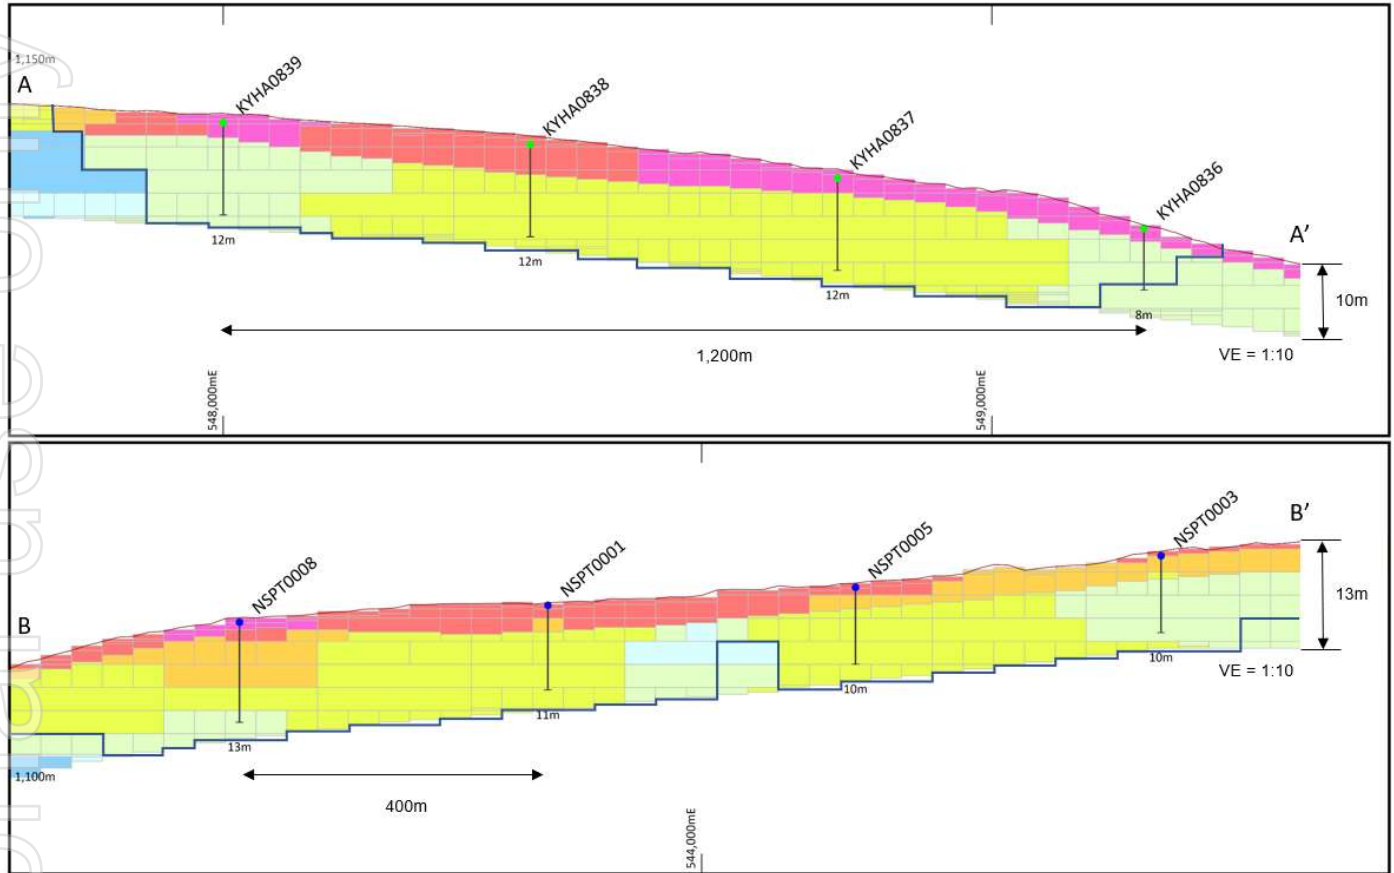 1,150m
A
KYHA0839
KYHA0838
KYHA0837
KYHA0836
A’
12m
12m
12m
8m
10m
1,200m
VE = 1:10
548,000mE
549,000mE
B
NSPT0008
NSPT0001
NSPT0005
NSPT0003
B’
13m
13m
11m
10m
10m
VE = 1:10
1,100m
400m
544,000mE